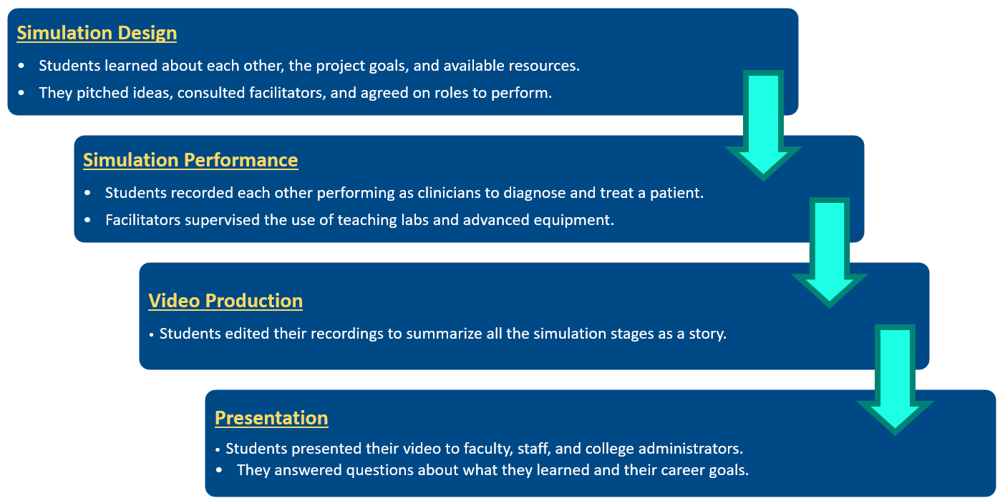 Simulation Design
• Students learned about each other, the project goals, and available resources.
• They pitched ideas, consulted facilitators, and agreed on roles to perform.
Simulation Performance
• Students recorded each other performing as clinicians to diagnose and treat a patient.
• Facilitators supervised the use of teaching labs and advanced equipment.
Video Production
• Students edited their recordings to summarize all the simulation stages as a story.
Presentation
• Students presented their video to faculty, staff, and college administrators.
• They answered questions about what they learned and their career goals.